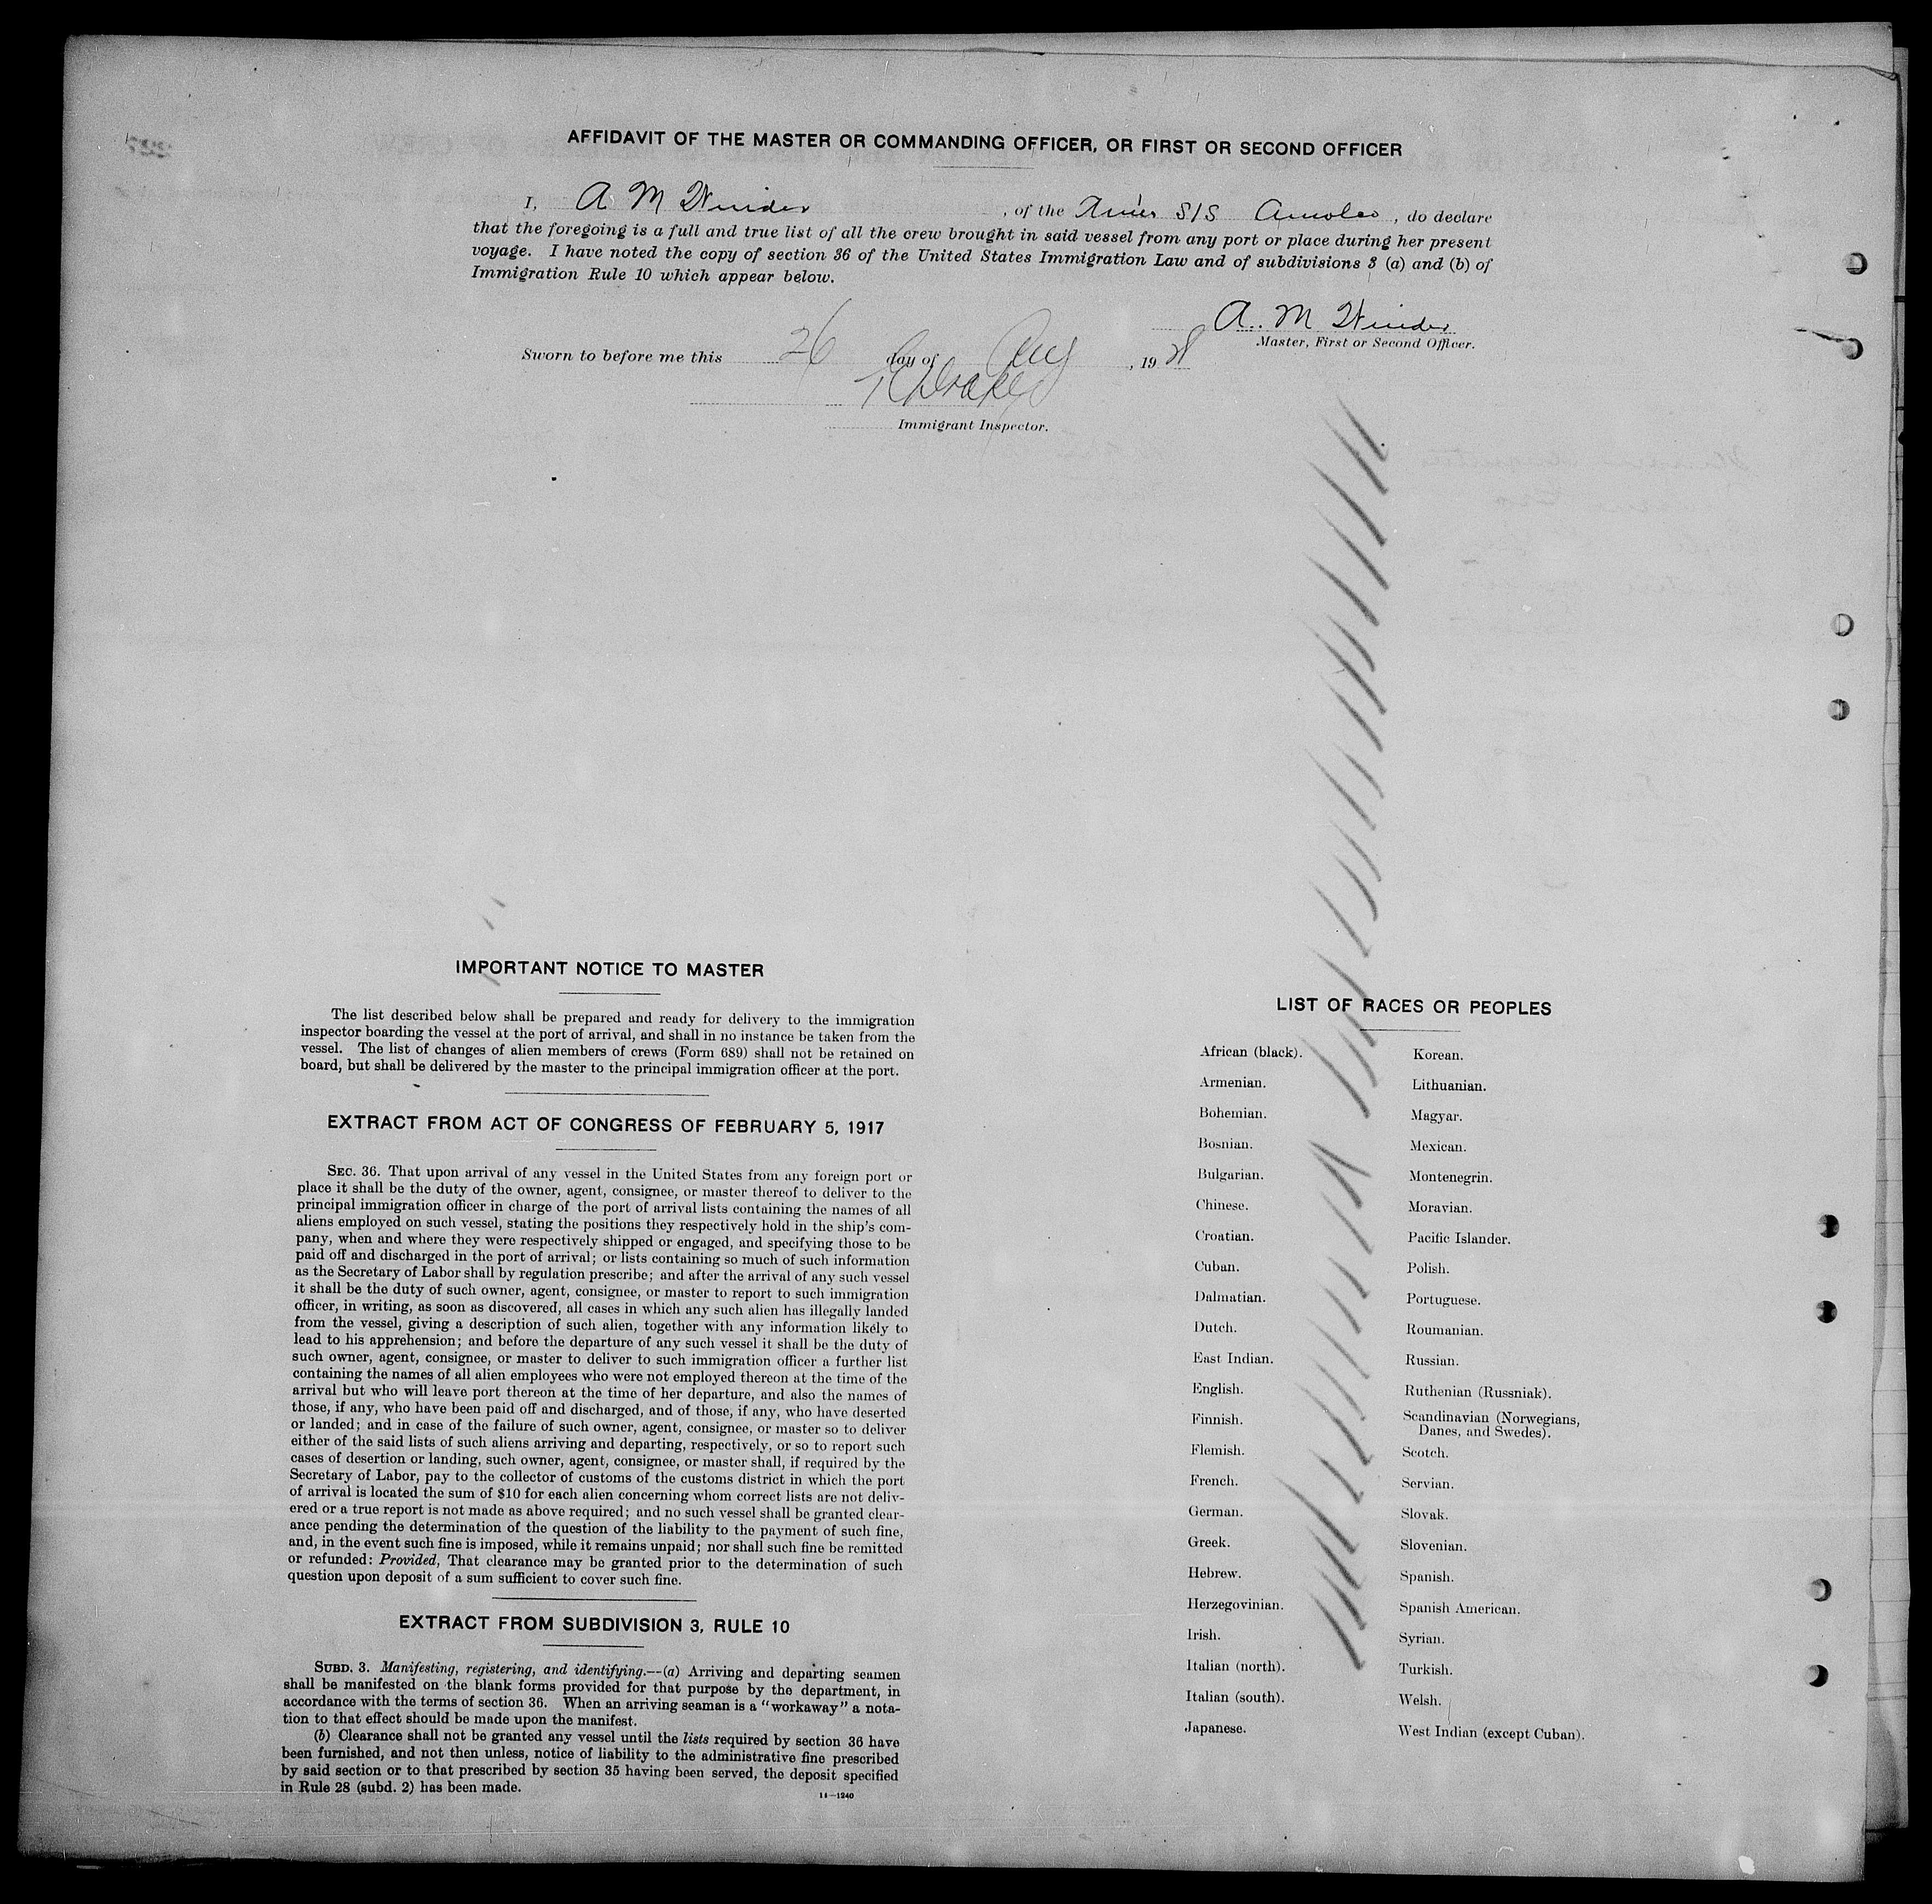 AFFIDAVIT OF THE MASTER OR COMMANDING OFFICER, OR FIRST OR SECOND OFFICER
I, A M Winder, of the Amer S/S Amolco, do declare
that the foregoing is a full and true list of all the crew brought in said vessel from any port or place during her present
voyage. I have noted the copy of section 36 of the United States Immigration Law and of subdivisions 3 (a) and (b) of
Immigration Rule 10 which appear below.
A. M Winder
Master, First or Second Officer.
Sworn to before me this 26 day of Aug, 1928
Immigrant Inspector.
IMPORTANT NOTICE TO MASTER
The list described below shall be prepared and ready for delivery to the immigration
inspector boarding the vessel at the port of arrival, and shall in no instance be taken from the
vessel. The list of changes of alien members of crews (Form 689) shall not be retained on
board, but shall be delivered by the master to the principal immigration officer at the port.
EXTRACT FROM ACT OF CONGRESS OF FEBRUARY 5, 1917
SEC. 36. That upon arrival of any vessel in the United States from any foreign port or
place it shall be the duty of the owner, agent, consignee, or master thereof to deliver to the
principal immigration officer in charge of the port of arrival lists containing the names of all
aliens employed on such vessel, stating the positions they respectively hold in the ship's com-
pany, when and where they were respectively shipped or engaged, and specifying those to be
paid off and discharged in the port of arrival; or lists containing so much of such information
as the Secretary of Labor shall by regulation prescribe; and after the arrival of any such vessel
it shall be the duty of such owner, agent, consignee, or master to report to such immigration
officer, in writing, as soon as discovered, all cases in which any such alien has illegally landed
from the vessel, giving a description of such alien, together with any information likely to
lead to his apprehension; and before the departure of any such vessel it shall be the duty of
such owner, agent, consignee, or master to deliver to such immigration officer a further list
containing the names of all alien employees who were not employed thereon at the time of the
arrival but who will leave port thereon at the time of her departure, and also the names of
those, if any, who have been paid off and discharged, and of those, if any, who have deserted
or landed; and in case of the failure of such owner, agent, consignee, or master so to deliver
either of the said lists of such aliens arriving and departing, respectively, or so to report such
cases of desertion or landing, such owner, agent, consignee, or master shall, if required by the
Secretary of Labor, pay to the collector of customs of the customs district in which the port
of arrival is located the sum of $10 for each alien concerning whom correct lists are not deliv-
ered or a true report is not made as above required; and no such vessel shall be granted clear-
ance pending the determination of the question of the liability to the payment of such fine,
and, in the event such fine is imposed, while it remains unpaid; nor shall such fine be remitted
or refunded: Provided, That clearance may be granted prior to the determination of such
question upon deposit of a sum sufficient to cover such fine.
EXTRACT FROM SUBDIVISION 3, RULE 10
SUBD. 3. Manifesting, registering, and identifying.—(a) Arriving and departing seamen
shall be manifested on the blank forms provided for that purpose by the department, in
accordance with the terms of section 36. When an arriving seaman is a "workaway" a nota-
tion to that effect should be made upon the manifest.
(b) Clearance shall not be granted any vessel until the lists required by section 36 have
been furnished, and not then unless, notice of liability to the administrative fine prescribed
by said section or to that prescribed by section 35 having been served, the deposit specified
in Rule 28 (subd. 2) has been made.
14—1240
LIST OF RACES OR PEOPLES
African (black).
Armenian.
Bohemian.
Bosnian.
Bulgarian.
Chinese.
Croatian.
Cuban.
Dalmatian.
Dutch.
East Indian.
English.
Finnish.
Flemish.
French.
German.
Greek.
Hebrew.
Herzegovinian.
Irish.
Italian (north).
Italian (south).
Japanese.
Korean.
Lithuanian.
Magyar.
Mexican.
Montenegrin.
Moravian.
Pacific Islander.
Polish.
Portuguese.
Roumanian.
Russian.
Ruthenian (Russniak).
Scandinavian (Norwegians,
Danes, and Swedes).
Scotch.
Servian.
Slovak.
Slovenian.
Spanish.
Spanish American.
Syrian.
Turkish.
Welsh.
West Indian (except Cuban).